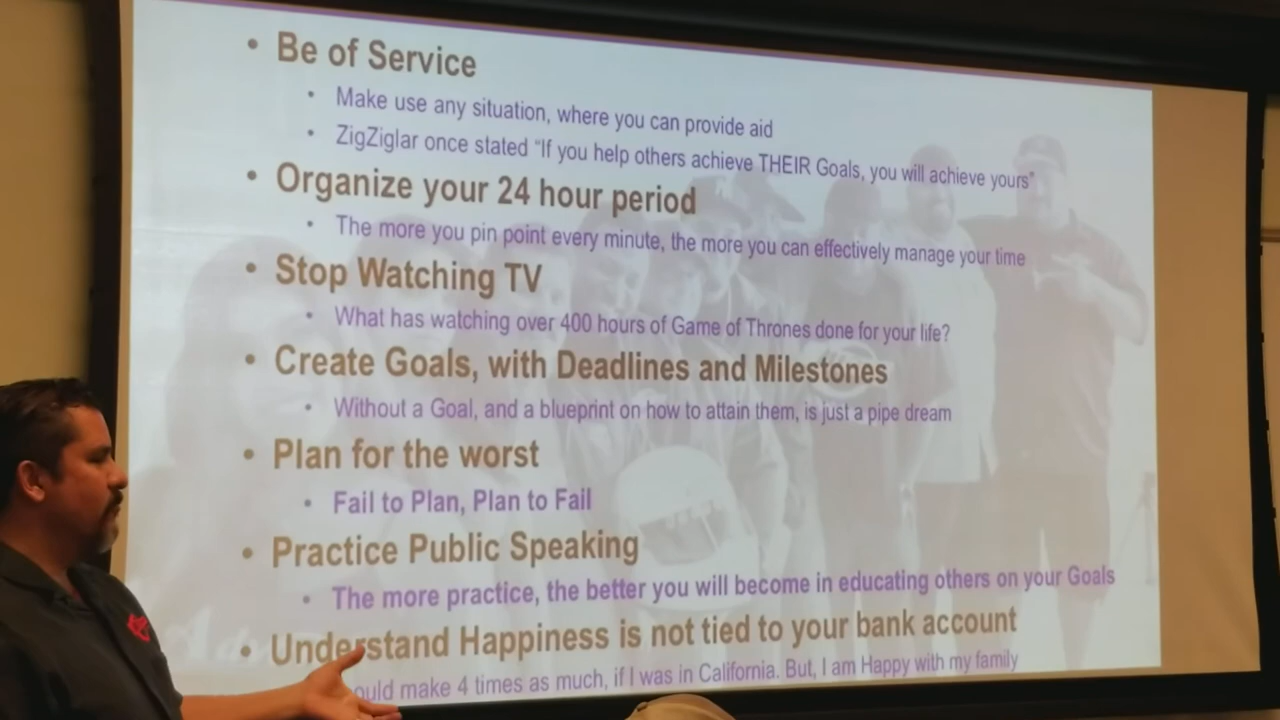 • Be of Service
• Make use any situation, where you can provide aid
• ZigZiglar once stated “If you help others achieve THEIR Goals, you will achieve yours”
• Organize your 24 hour period
• The more you pin point every minute, the more you can effectively manage your time
• Stop Watching TV
• What has watching over 400 hours of Game of Thrones done for your life?
• Create Goals, with Deadlines and Milestones
• Without a Goal, and a blueprint on how to attain them, is just a pipe dream
• Plan for the worst
• Fail to Plan, Plan to Fail
• Practice Public Speaking
• The more practice, the better you will become in educating others on your Goals
• Understand Happiness is not tied to your bank account
make 4 times as much, if I was in California. But, I am Happy with my family